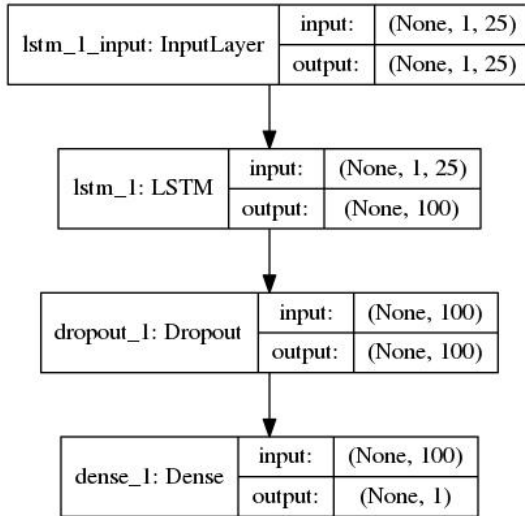 lstm_1_input: InputLayer
input: (None, 1, 25)
output: (None, 1, 25)
lstm_1: LSTM
input: (None, 1, 25)
output: (None, 100)
dropout_1: Dropout
input: (None, 100)
output: (None, 100)
dense_1: Dense
input: (None, 100)
output: (None, 1)